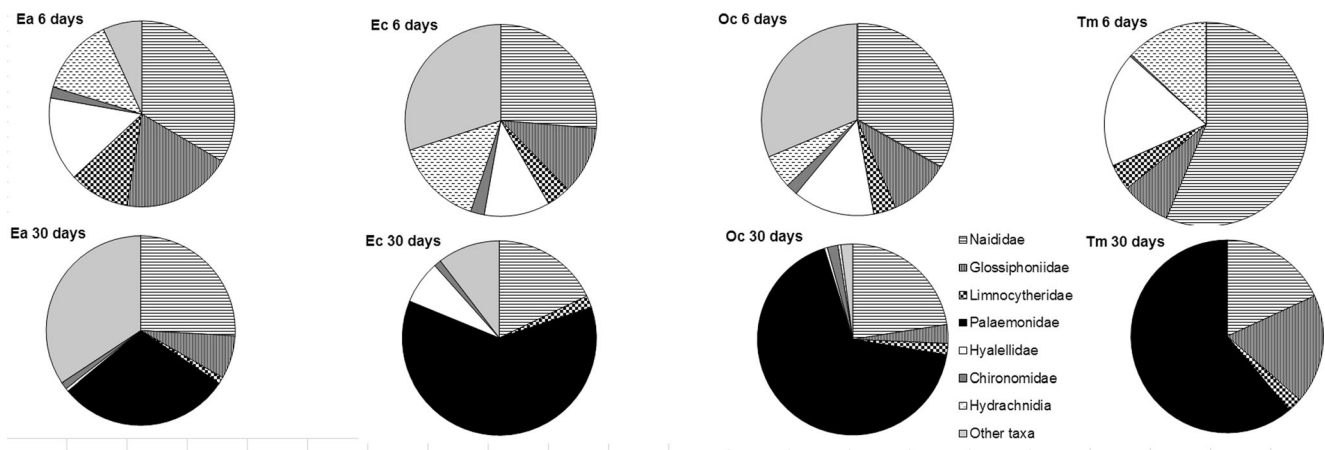 Ea 6 days
Ec 6 days
Oc 6 days
Tm 6 days
Ea 30 days
Ec 30 days
Oc 30 days
Tm 30 days
Naididae
Glossiphoniidae
Limnocytheridae
Palaemonidae
Hyalellidae
Chironomidae
Hydrachnidia
Other taxa